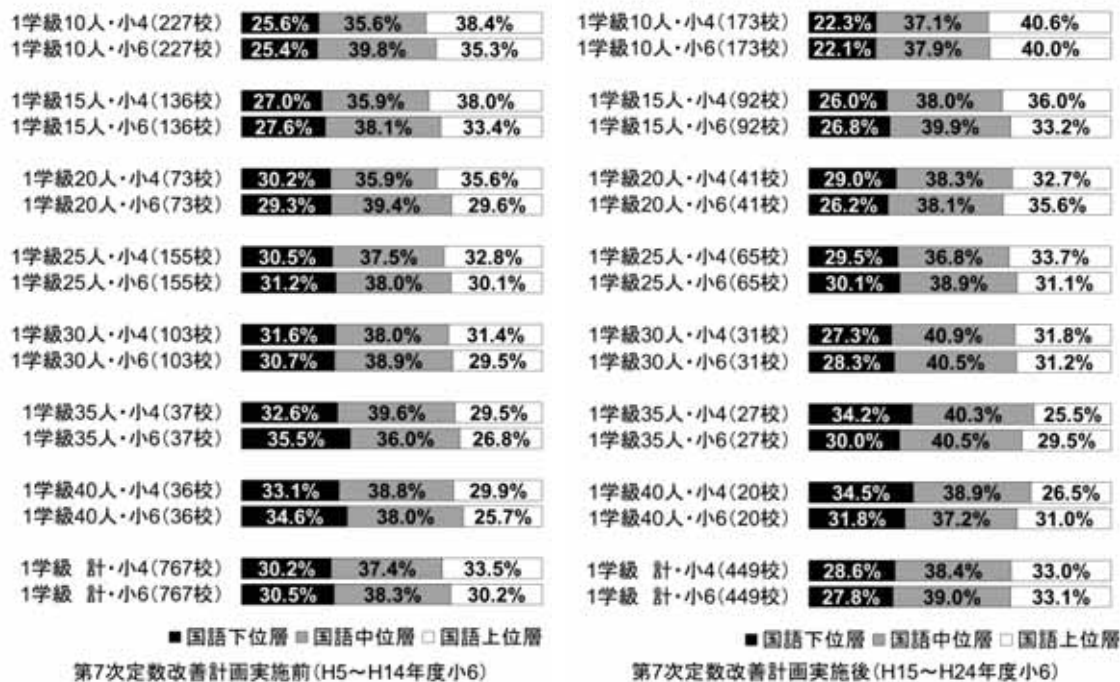 1学級10人・小4(227校) 25.6% 35.6% 38.4%
1学級10人・小6(227校) 25.4% 39.8% 35.3%
1学級15人・小4(136校) 27.0% 35.9% 38.0%
1学級15人・小6(136校) 27.6% 38.1% 33.4%
1学級20人・小4(73校) 30.2% 35.9% 35.6%
1学級20人・小6(73校) 29.3% 39.4% 29.6%
1学級25人・小4(155校) 30.5% 37.5% 32.8%
1学級25人・小6(155校) 31.2% 38.0% 30.1%
1学級30人・小4(103校) 31.6% 38.0% 31.4%
1学級30人・小6(103校) 30.7% 38.9% 29.5%
1学級35人・小4(37校) 32.6% 39.6% 29.5%
1学級35人・小6(37校) 35.5% 36.0% 26.8%
1学級40人・小4(36校) 33.1% 38.8% 29.9%
1学級40人・小6(36校) 34.6% 38.0% 25.7%
1学級 計・小4(767校) 30.2% 37.4% 33.5%
1学級 計・小6(767校) 30.5% 38.3% 30.2%
■国語下位層 ■国語中位層 □国語上位層
第7次定数改善計画実施前(H5〜H14年度小6)
1学級10人・小4(173校) 22.3% 37.1% 40.6%
1学級10人・小6(173校) 22.1% 37.9% 40.0%
1学級15人・小4(92校) 26.0% 38.0% 36.0%
1学級15人・小6(92校) 26.8% 39.9% 33.2%
1学級20人・小4(41校) 29.0% 38.3% 32.7%
1学級20人・小6(41校) 26.2% 38.1% 35.6%
1学級25人・小4(65校) 29.5% 36.8% 33.7%
1学級25人・小6(65校) 30.1% 38.9% 31.1%
1学級30人・小4(31校) 27.3% 40.9% 31.8%
1学級30人・小6(31校) 28.3% 40.5% 31.2%
1学級35人・小4(27校) 34.2% 40.3% 25.5%
1学級35人・小6(27校) 30.0% 40.5% 29.5%
1学級40人・小4(20校) 34.5% 38.9% 26.5%
1学級40人・小6(20校) 31.8% 37.2% 31.0%
1学級 計・小4(449校) 28.6% 38.4% 33.0%
1学級 計・小6(449校) 27.8% 39.0% 33.1%
■国語下位層 ■国語中位層 □国語上位層
第7次定数改善計画実施後(H15〜H24年度小6)